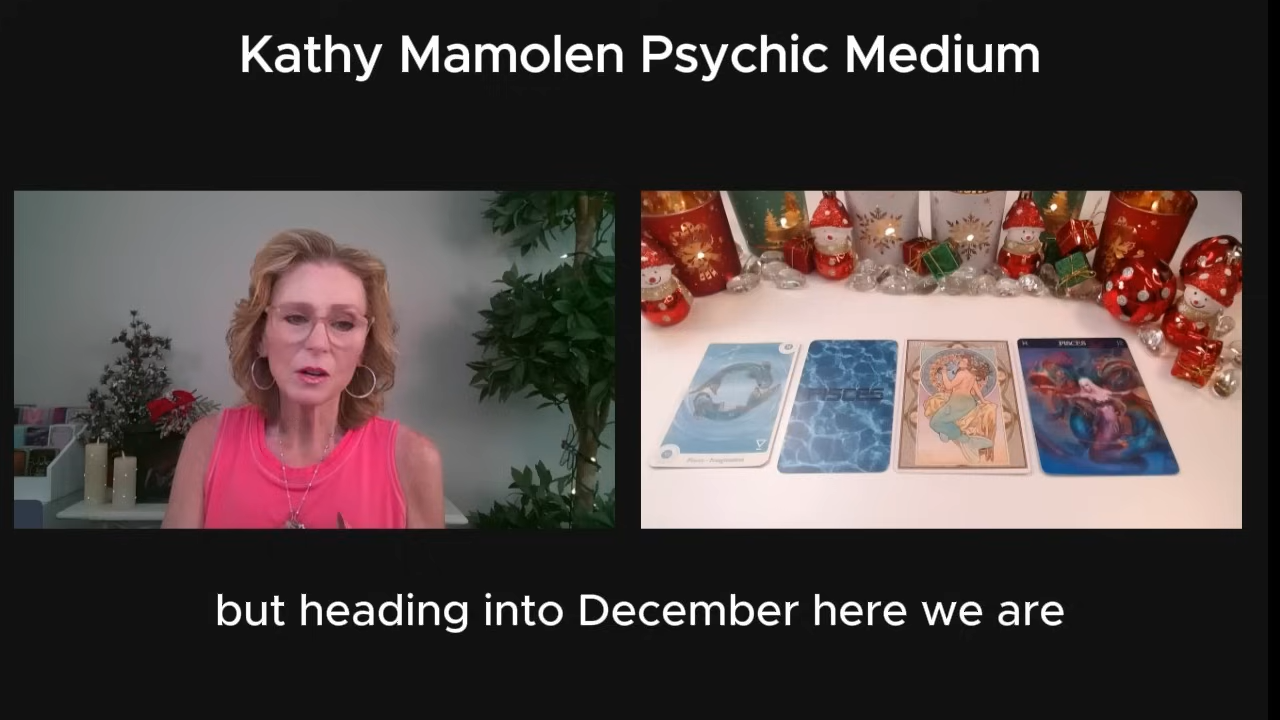 Kathy Mamolen Psychic Medium
PISCES
PISCES
but heading into December here we are